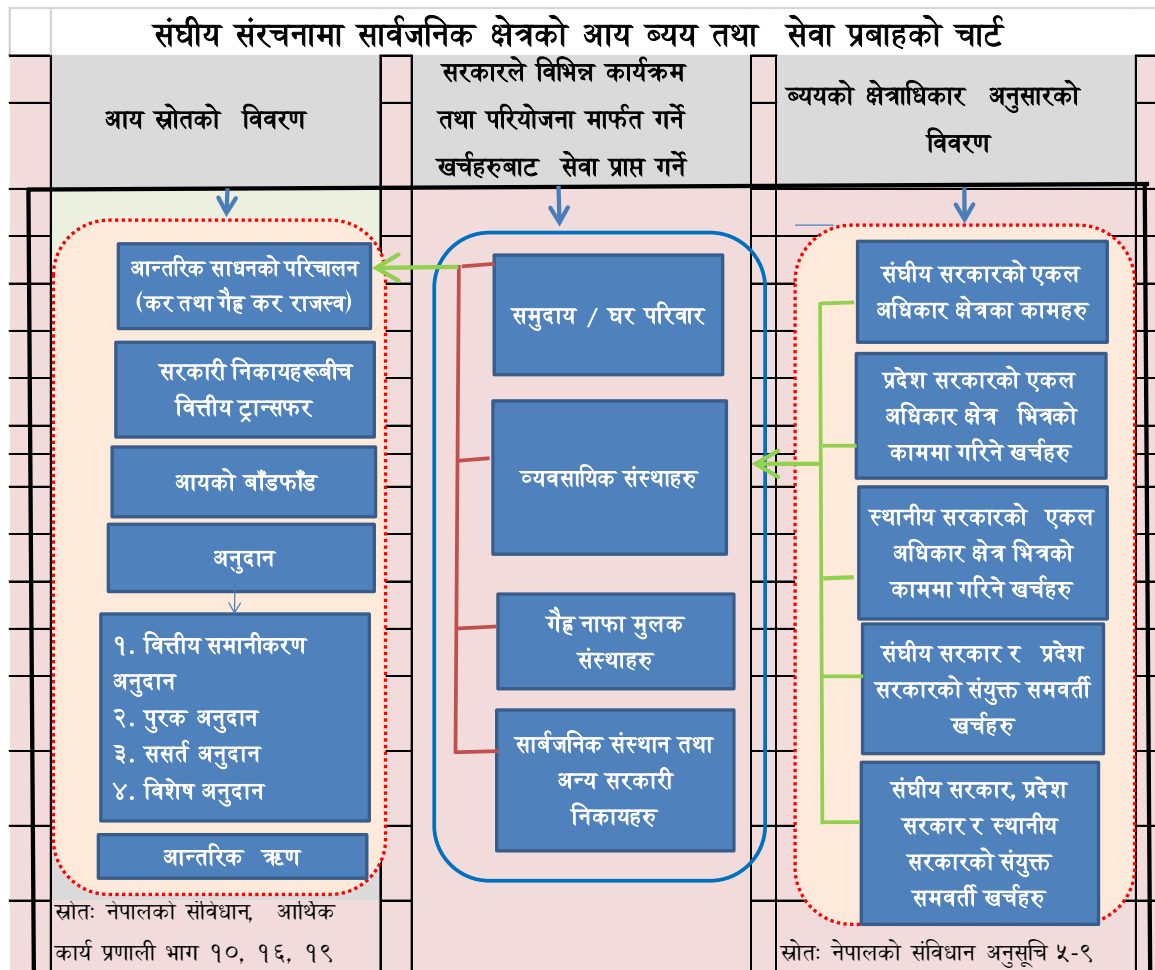 संघीय संरचनामा सार्वजनिक क्षेत्रको आय ब्यय तथा सेवा प्रबाहको चार्ट
आय स्रोतको विवरण
सरकारले विभिन्न कार्यक्रम
तथा परियोजना मार्फत गर्ने
खर्चहरुबाट सेवा प्राप्त गर्ने
ब्ययको क्षेत्राधिकार अनुसारको
विवरण
आन्तरिक साधनको परिचालन
(कर तथा गैह्र कर राजस्व)
सरकारी निकायहरूबीच
वित्तीय ट्रान्सफर
आयको बाँडफाँड
अनुदान
१. वित्तीय समानीकरण
अनुदान
२. पुरक अनुदान
३. ससर्त अनुदान
४. विशेष अनुदान
आन्तरिक ऋण
स्रोतः नेपालको संविधान, आर्थिक
कार्य प्रणाली भाग १०, १६, १९
समुदाय / घर परिवार
व्यवसायिक संस्थाहरु
गैह्र नाफा मुलक
संस्थाहरु
सार्बजनिक संस्थान तथा
अन्य सरकारी
निकायहरु
संघीय सरकारको एकल
अधिकार क्षेत्रका कामहरु
प्रदेश सरकारको एकल
अधिकार क्षेत्र भित्रको
काममा गरिने खर्चहरु
स्थानीय सरकारको एकल
अधिकार क्षेत्र भित्रको
काममा गरिने खर्चहरु
संघीय सरकार र प्रदेश
सरकारको संयुक्त समवर्ती
खर्चहरु
संघीय सरकार, प्रदेश
सरकार र स्थानीय
सरकारको संयुक्त
समवर्ती खर्चहरु
स्रोतः नेपालको संविधान अनुसूचि ५-९